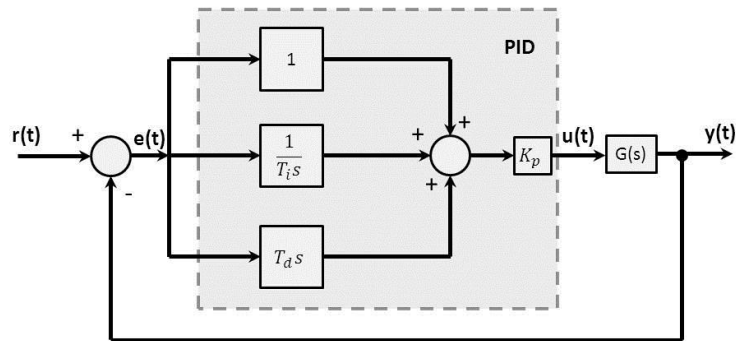 PID
1
r(t)
+
e(t)
1
T_i s
+
+
+
K_p
u(t)
G(s)
y(t)
-
T_d s